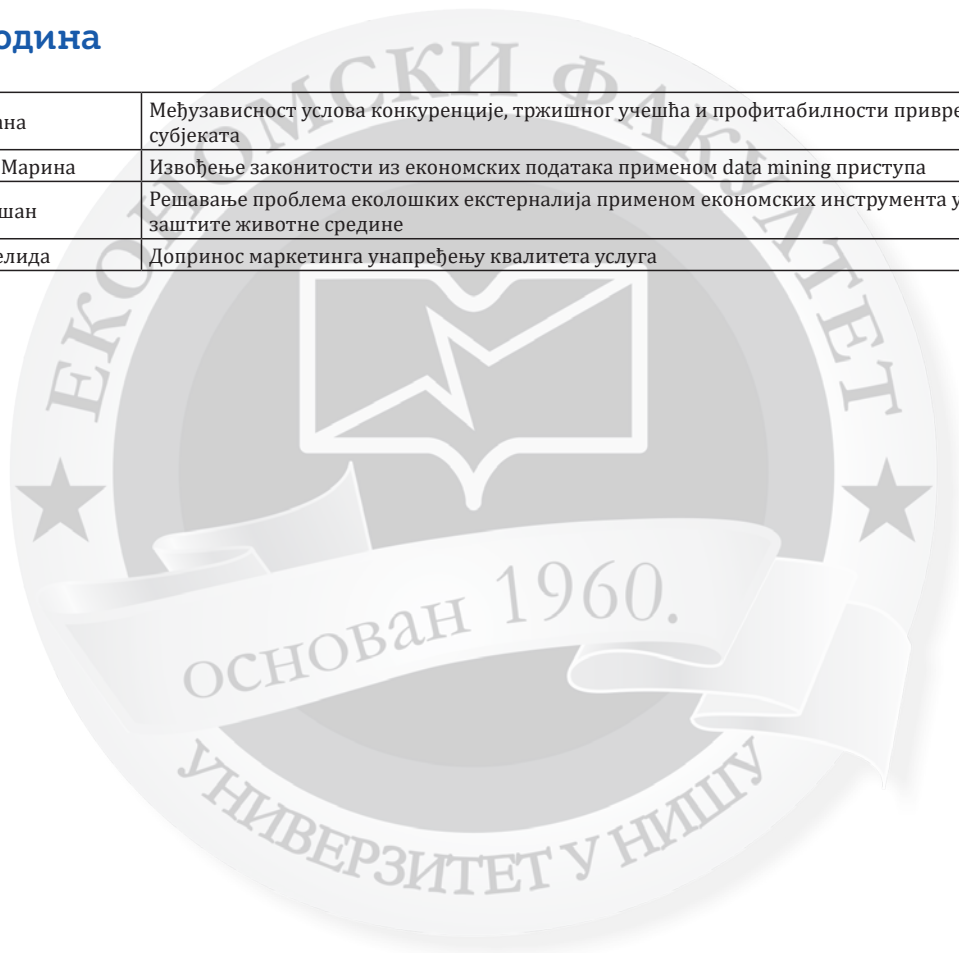 одина
ана
Међузависност услова конкуренције, тржишног учешћа и профитабилности привре
субјеката
Марина
Извођење законитости из економских података применом data mining приступа
шан
Решавање проблема еколошких екстерналија применом економских инструмента у
заштите животне средине
елида
Допринос маркетинга унапређењу квалитета услуга
ЕКОНОМСКИ ФАКУЛТЕТ
основан 1960.
УНИВЕРЗИТЕТ У НИШУ